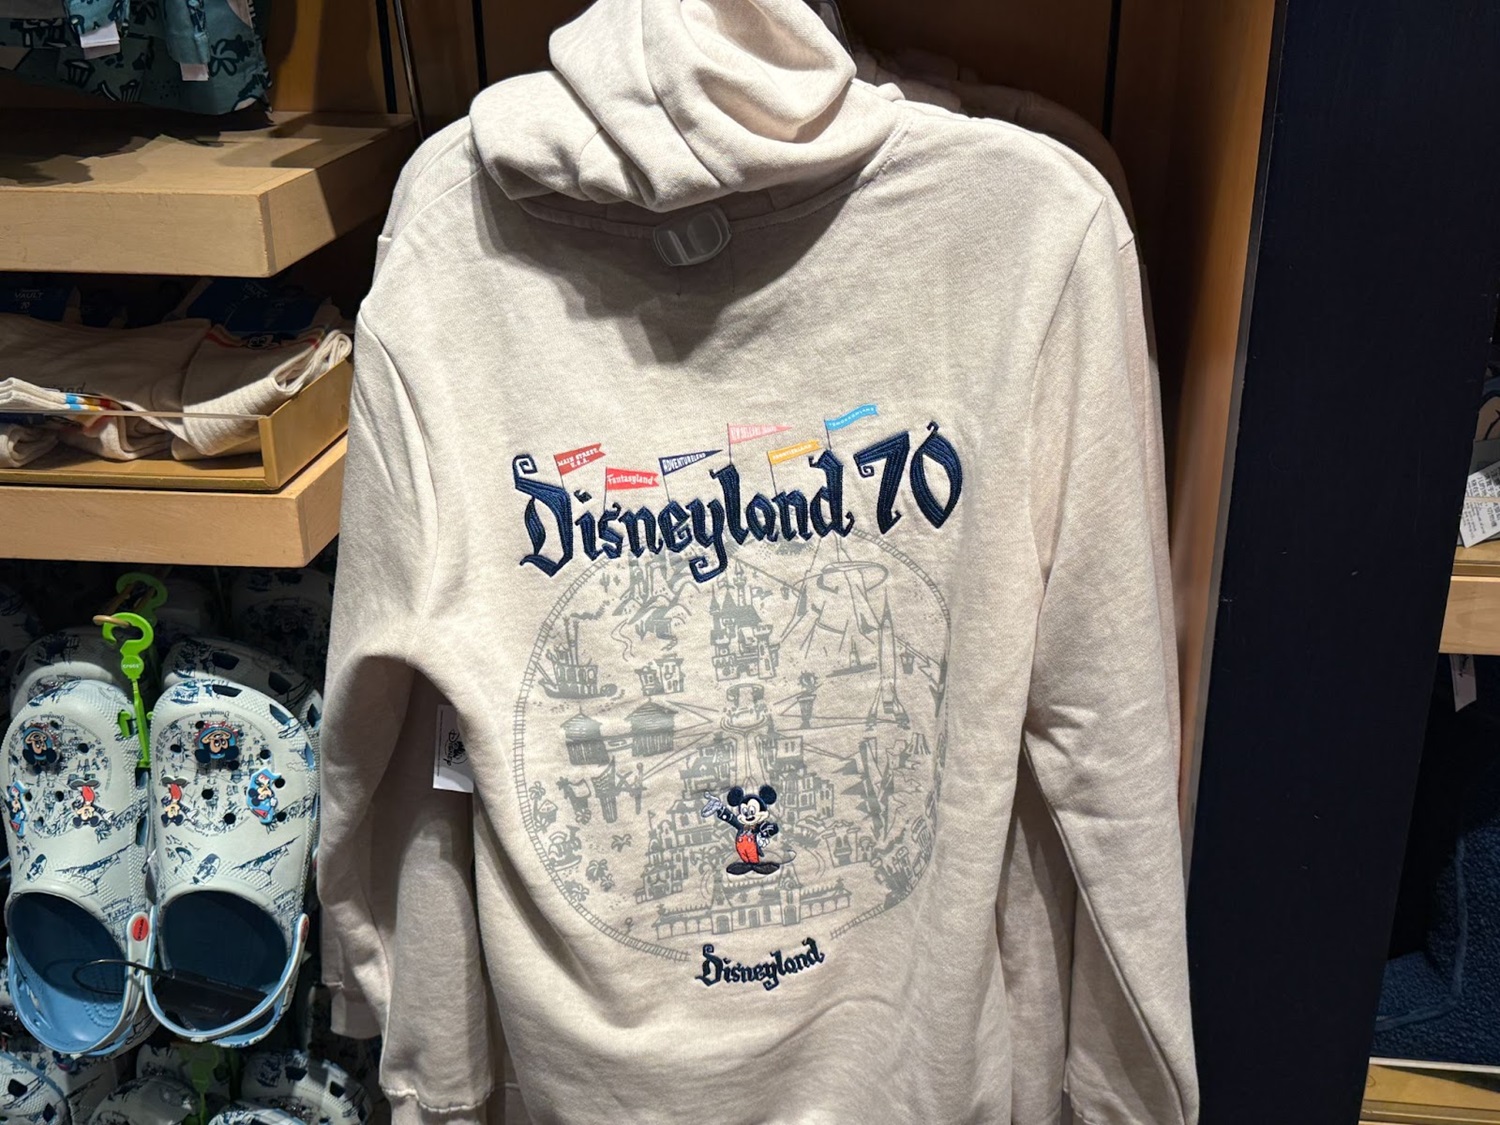 MAIN STREET
U.S.A.
Fantasyland
ADVENTURELAND
NEW ORLEANS SQUARE
FRONTIERLAND
TOMORROWLAND
Disneyland 70
Disneyland